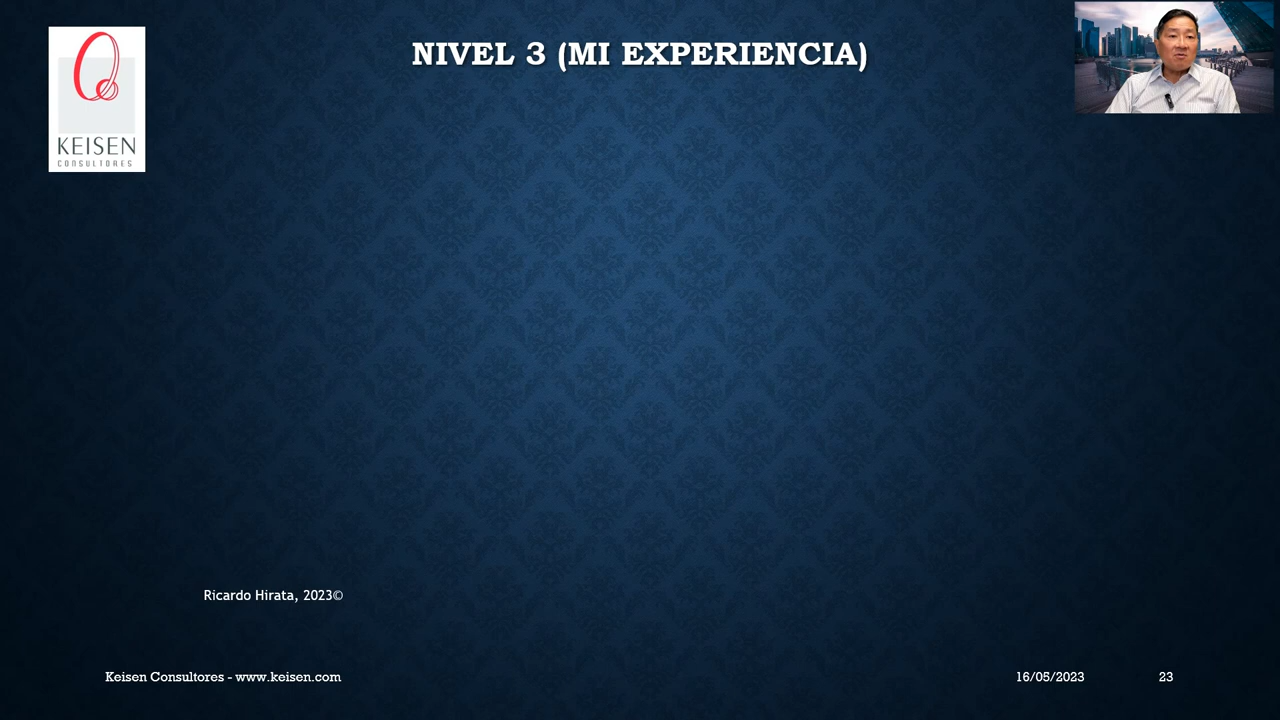 NIVEL 3 (MI EXPERIENCIA)
KEISEN
CONSULTORES
Ricardo Hirata, 2023©
Keisen Consultores - www.keisen.com
16/05/2023
23